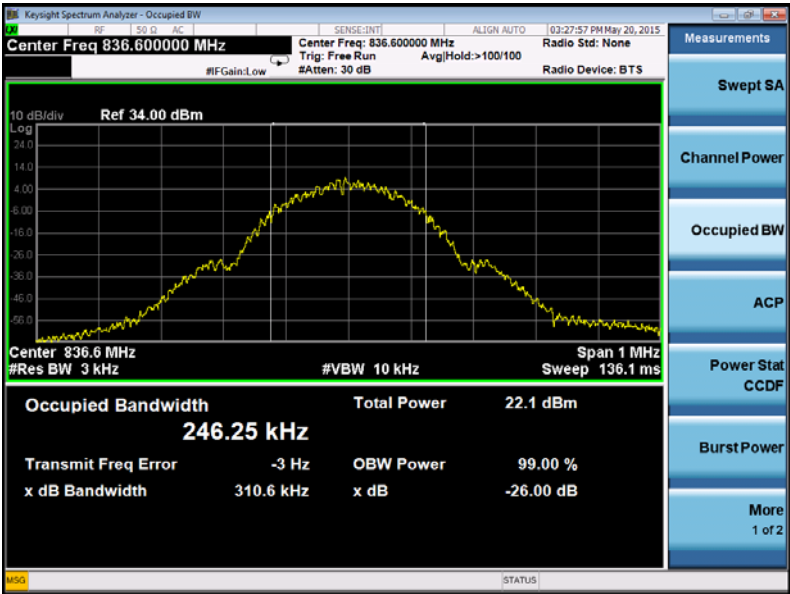 Keysight Spectrum Analyzer - Occupied BW
RF 50 Ω AC SENSE:INT ALIGN AUTO 03:27:57 PM May 20, 2015
Center Freq 836.600000 MHz
Center Freq: 836.600000 MHz Radio Std: None
Trig: Free Run Avg|Hold:>100/100
#IFGain:Low #Atten: 30 dB Radio Device: BTS
10 dB/div Ref 34.00 dBm
Log
24.0
14.0
4.00
-6.00
-16.0
-26.0
-36.0
-46.0
-56.0
Center 836.6 MHz Span 1 MHz
#Res BW 3 kHz #VBW 10 kHz Sweep 136.1 ms
Occupied Bandwidth Total Power 22.1 dBm
246.25 kHz
Transmit Freq Error -3 Hz OBW Power 99.00 %
x dB Bandwidth 310.6 kHz x dB -26.00 dB
Measurements
Swept SA
Channel Power
Occupied BW
ACP
Power Stat
CCDF
Burst Power
More
1 of 2
MSG STATUS